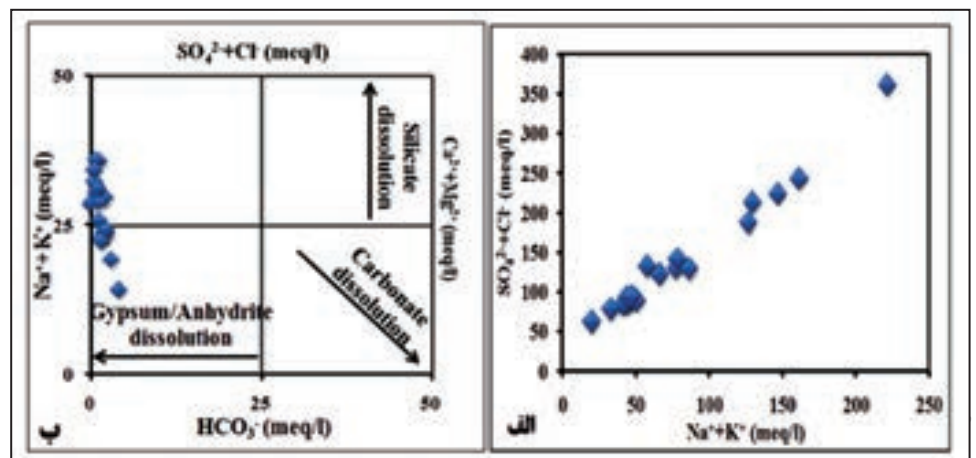 SO₄²⁻+Cl⁻ (meq/l)
50
25
0
Na⁺+K⁺ (meq/l)
Ca²⁺+Mg²⁺ (meq/l)
Silicate
dissolution
Carbonate
dissolution
Gypsum/Anhydrite
dissolution
0
25
50
HCO₃⁻ (meq/l)
ب
400
350
300
250
200
150
100
50
0
SO₄²⁻+Cl⁻ (meq/l)
0
50
100
150
200
250
Na⁺+K⁺ (meq/l)
الف